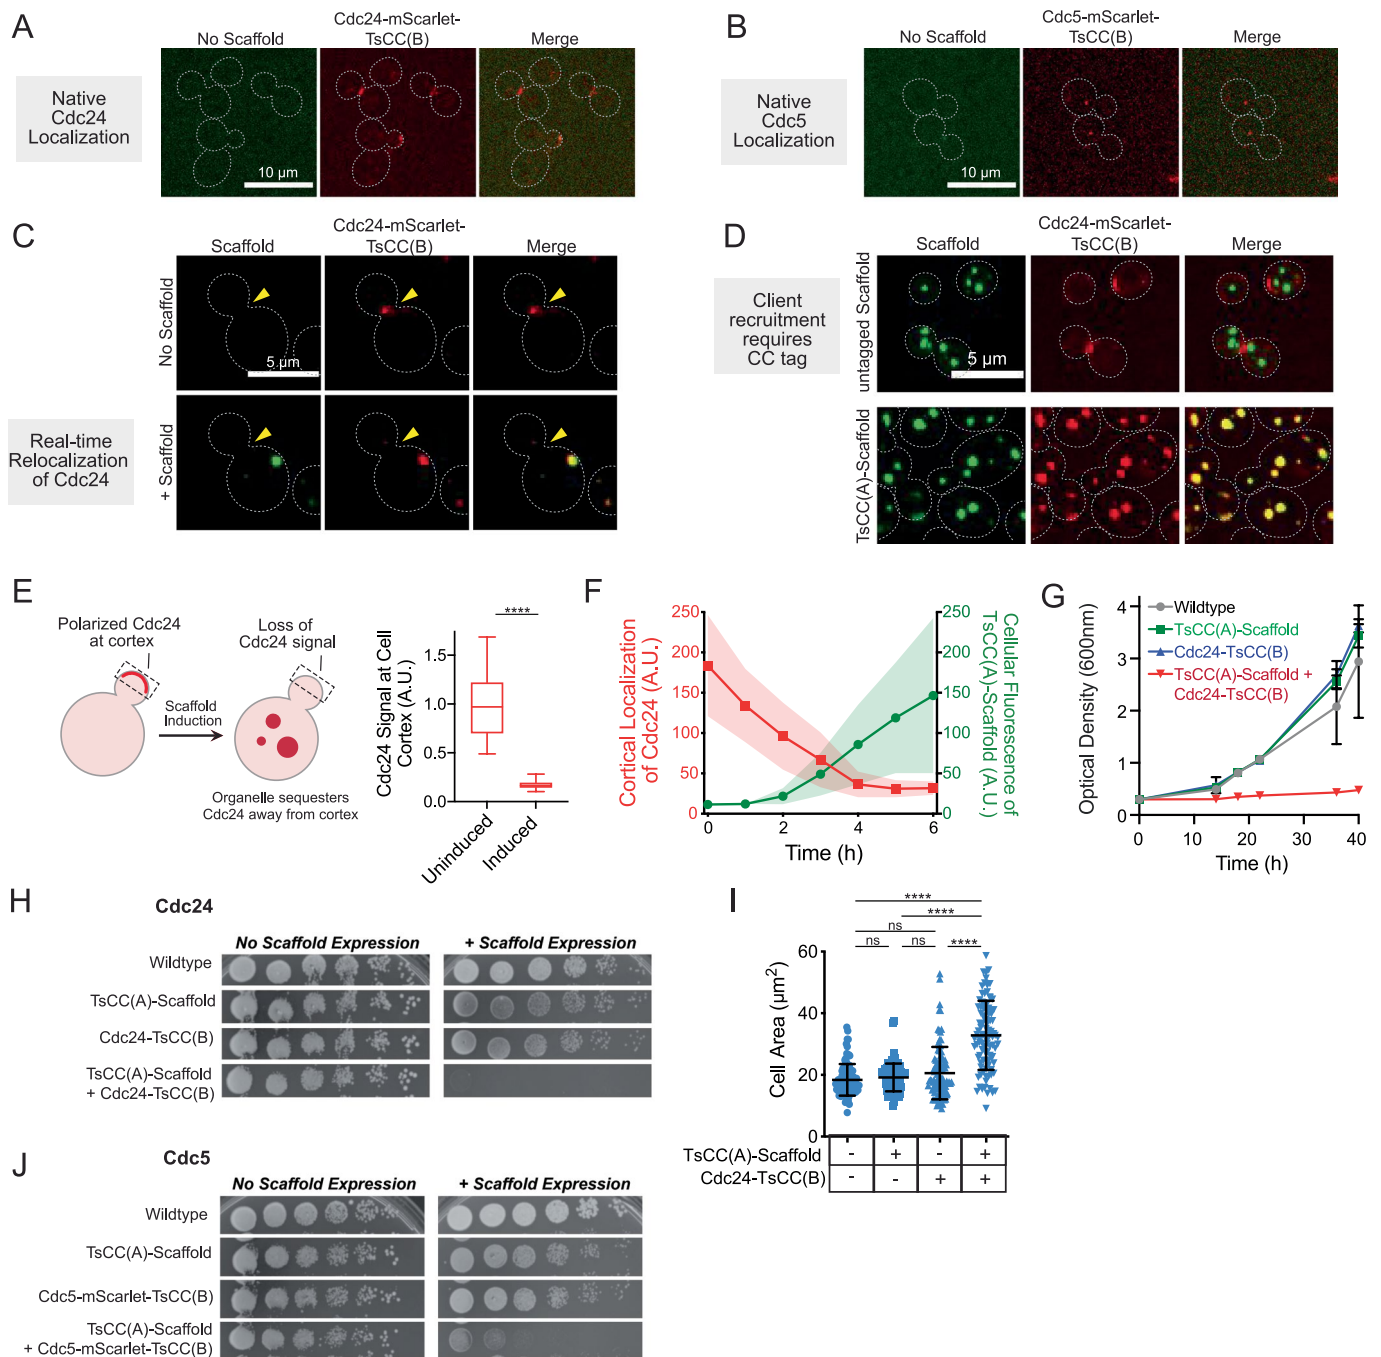 A
No Scaffold
Cdc24-mScarlet-
TsCC(B)
Merge
Native
Cdc24
Localization
10 µm
B
No Scaffold
Cdc5-mScarlet-
TsCC(B)
Merge
Native
Cdc5
Localization
10 µm
C
Scaffold
Cdc24-mScarlet-
TsCC(B)
Merge
No Scaffold
5 µm
Real-time
Relocalization
of Cdc24
+ Scaffold
D
Scaffold
Cdc24-mScarlet-
TsCC(B)
Merge
Client
recruitment
requires
CC tag
untagged Scaffold
5 µm
TsCC(A)-Scaffold
E
Polarized Cdc24
at cortex
Loss of
Cdc24 signal
Scaffold
Induction
Organelle sequesters
Cdc24 away from cortex
Cdc24 Signal at Cell
Cortex (A.U.)
1.5
1.0
0.5
0.0
****
Uninduced
Induced
F
Cortical Localization
of Cdc24 (A.U.)
250
200
150
100
50
0
0 2 4 6
Time (h)
250
200
150
100
50
0
Cellular Fluorescence of
TsCC(A)-Scaffold (A.U.)
G
Optical Density (600nm)
4
3
2
1
0
Wildtype
TsCC(A)-Scaffold
Cdc24-TsCC(B)
TsCC(A)-Scaffold +
Cdc24-TsCC(B)
0 10 20 30 40
Time (h)
H
Cdc24
No Scaffold Expression
+ Scaffold Expression
Wildtype
TsCC(A)-Scaffold
Cdc24-TsCC(B)
TsCC(A)-Scaffold
+ Cdc24-TsCC(B)
I
****
****
ns
ns ns ****
Cell Area (µm²)
60
40
20
0
TsCC(A)-Scaffold - + - +
Cdc24-TsCC(B) - - + +
J
Cdc5
No Scaffold Expression
+ Scaffold Expression
Wildtype
TsCC(A)-Scaffold
Cdc5-mScarlet-TsCC(B)
TsCC(A)-Scaffold
+ Cdc5-mScarlet-TsCC(B)